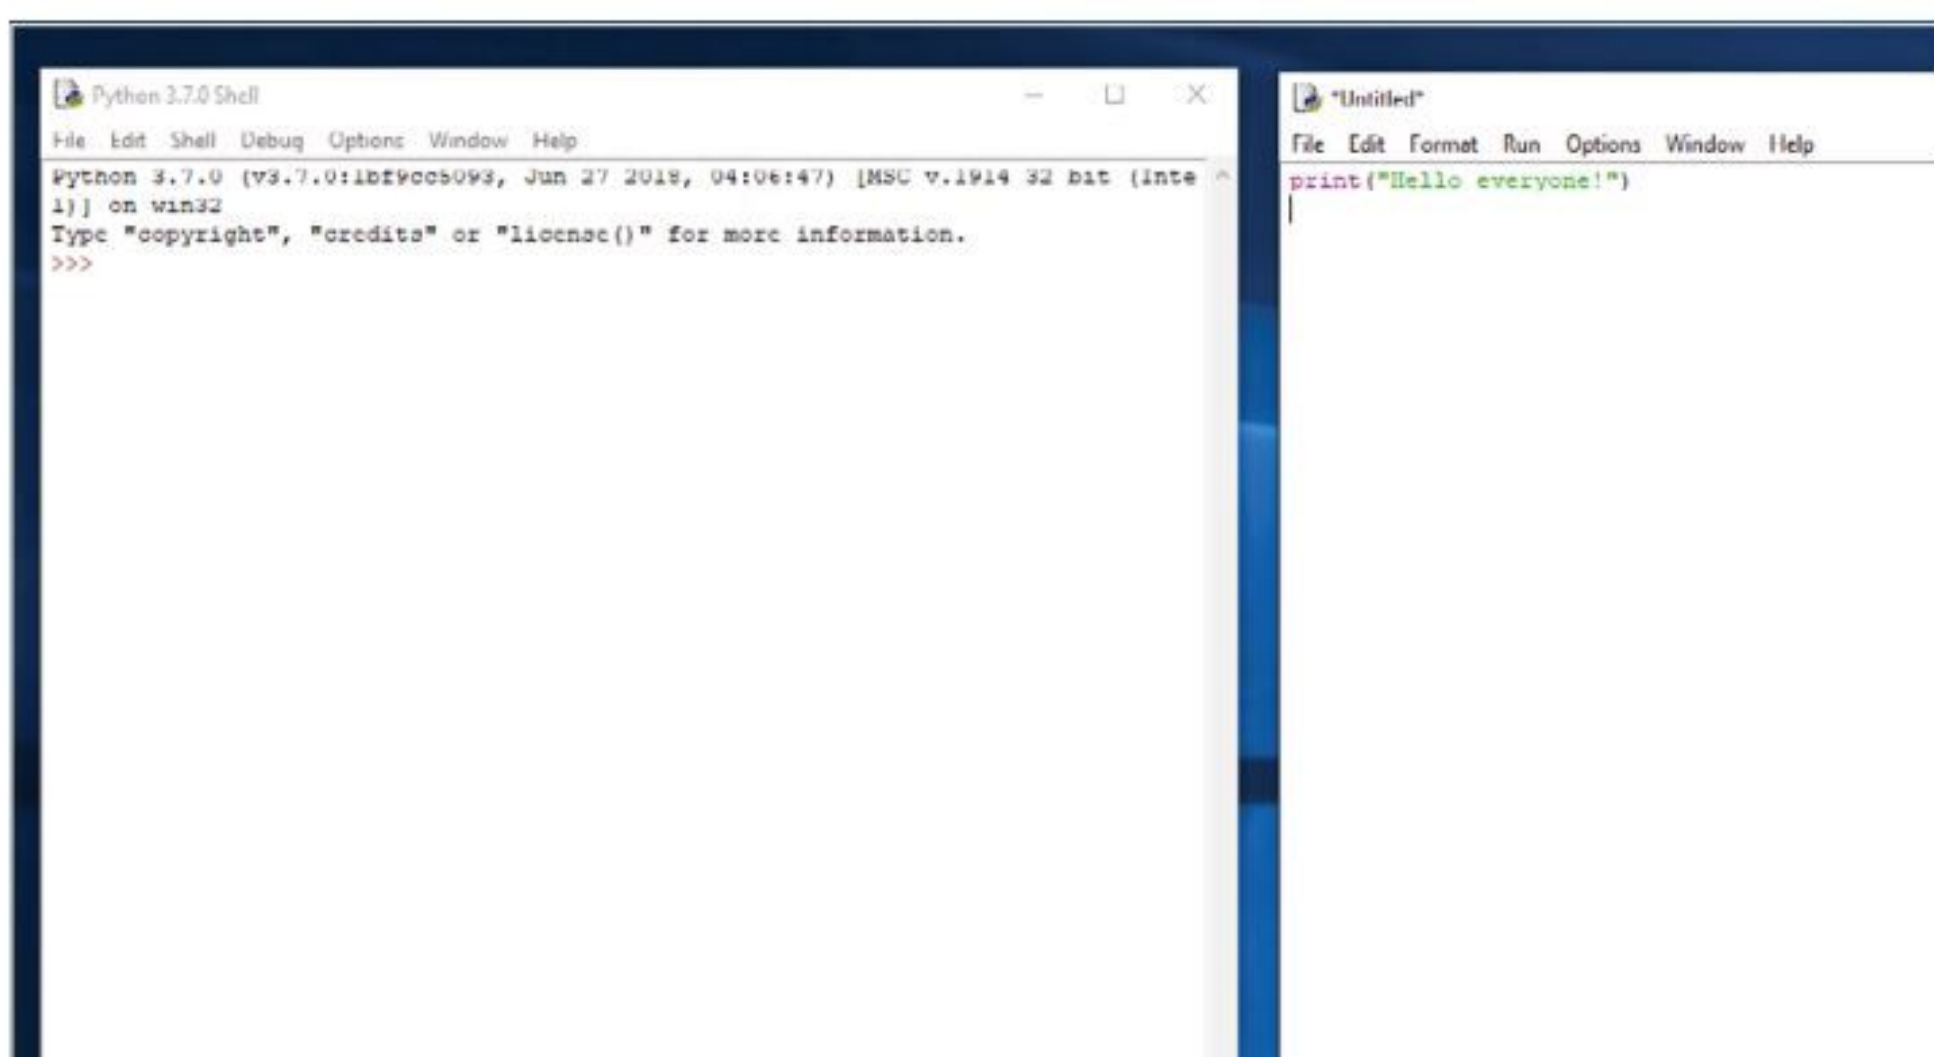 Python 3.7.0 Shell
File Edit Shell Debug Options Window Help
Python 3.7.0 (v3.7.0:1bf9cc5093, Jun 27 2018, 04:06:47) [MSC v.1914 32 bit (Inte
l)] on win32
Type "copyright", "credits" or "license()" for more information.
>>>
*Untitled*
File Edit Format Run Options Window Help
print("Hello everyone!")